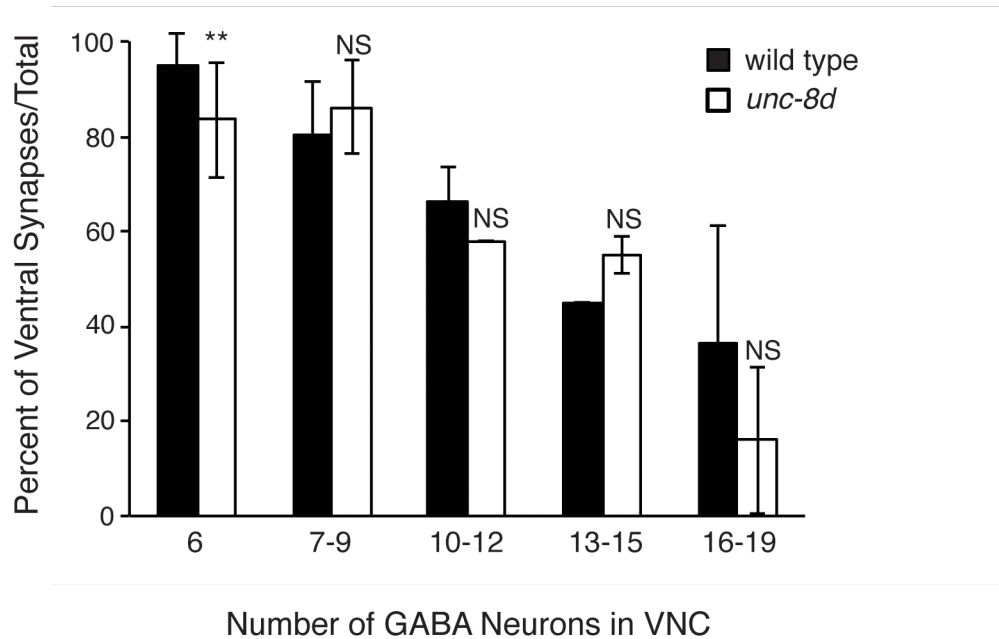 Percent of Ventral Synapses/Total
100
80
60
40
20
0
**
NS
NS
NS
NS
wild type
unc-8d
6
7-9
10-12
13-15
16-19
Number of GABA Neurons in VNC